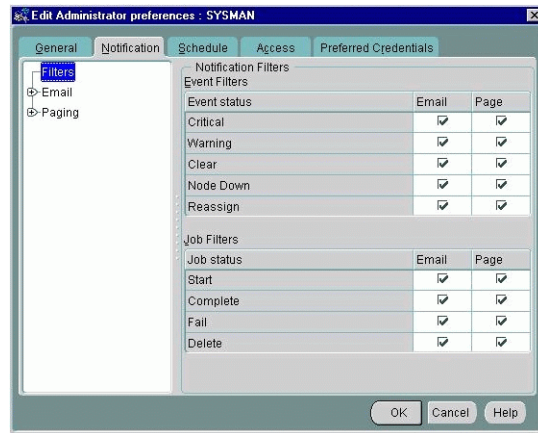 Edit Administrator preferences : SYSMAN
General Notification Schedule Access Preferred Credentials
Filters
Email
Paging
Notification Filters
Event Filters
Event status Email Page
Critical
Warning
Clear
Node Down
Reassign
Job Filters
Job status Email Page
Start
Complete
Fail
Delete
OK Cancel Help